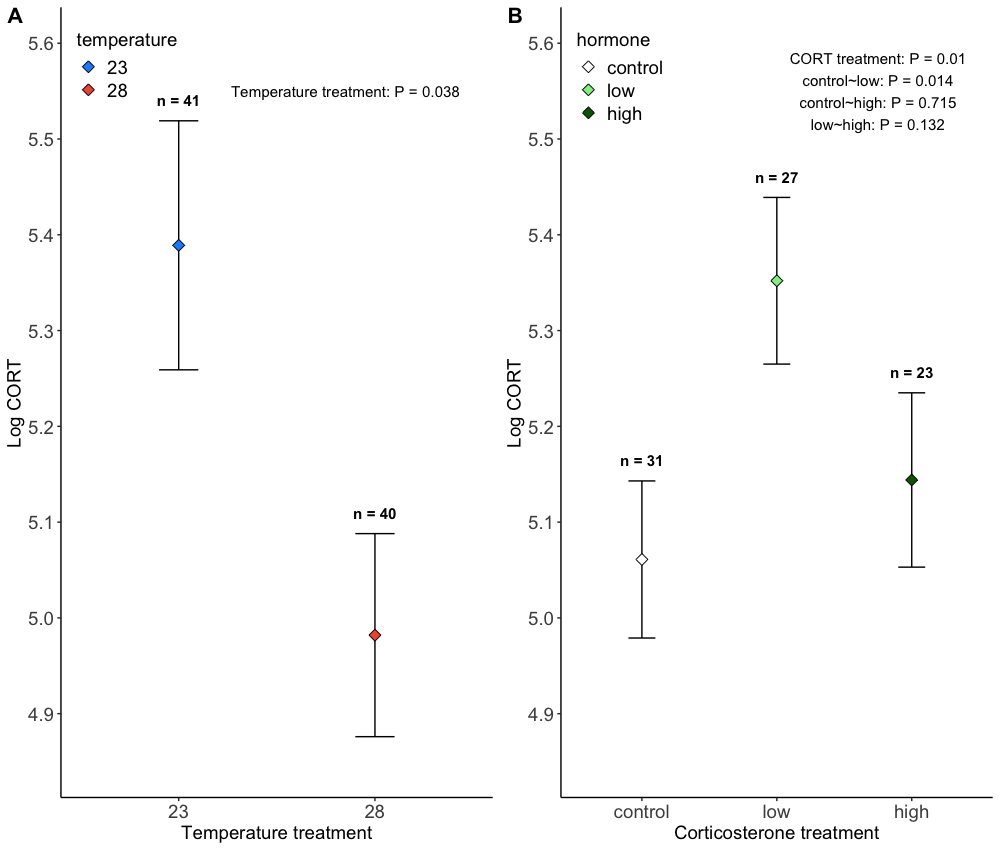 A
temperature
23
28
Temperature treatment: P = 0.038
n = 41
n = 40
5.6
5.5
5.4
5.3
5.2
5.1
5.0
4.9
Log CORT
23
28
Temperature treatment
B
hormone
control
low
high
CORT treatment: P = 0.01
control~low: P = 0.014
control~high: P = 0.715
low~high: P = 0.132
n = 27
n = 23
n = 31
5.6
5.5
5.4
5.3
5.2
5.1
5.0
4.9
Log CORT
control
low
high
Corticosterone treatment